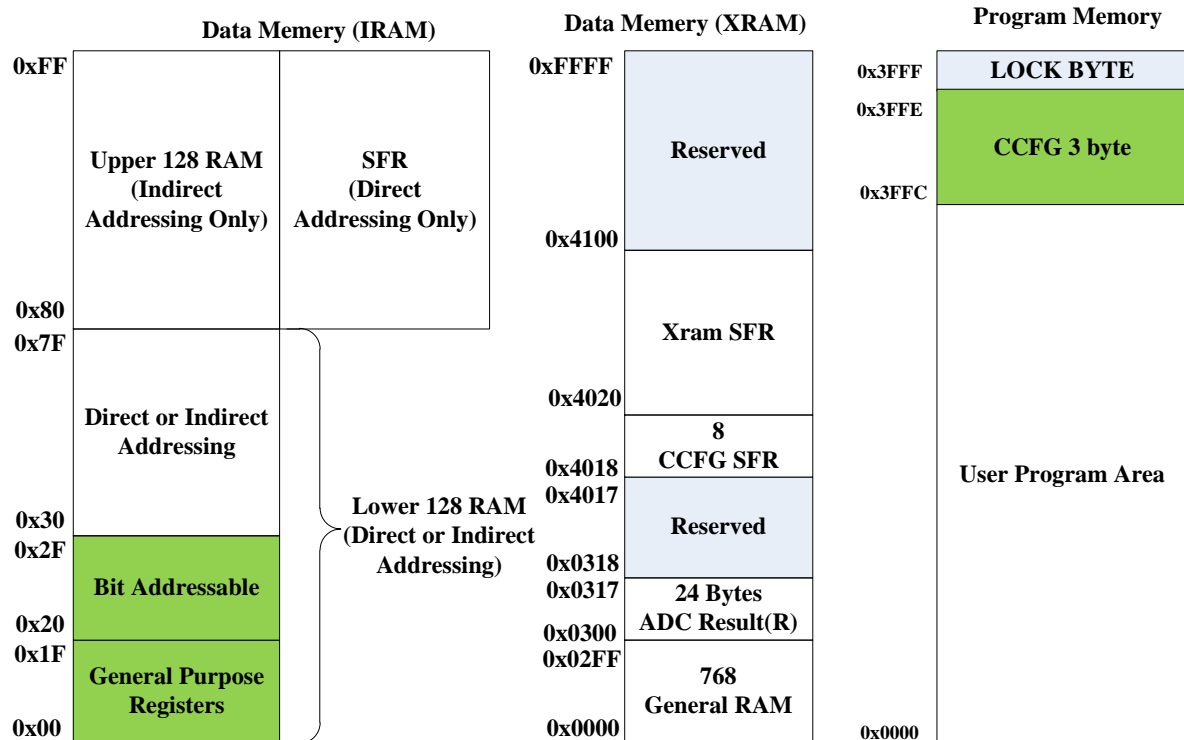 Data Memery (IRAM)
0xFF
Upper 128 RAM
(Indirect
Addressing Only)
SFR
(Direct
Addressing Only)
0x80
0x7F
Direct or Indirect
Addressing
0x30
0x2F
Bit Addressable
0x20
0x1F
General Purpose
Registers
0x00
Lower 128 RAM
(Direct or Indirect
Addressing)
Data Memery (XRAM)
0xFFFF
Reserved
0x4100
Xram SFR
0x4020
8
CCFG SFR
0x4018
0x4017
Reserved
0x0318
0x0317
24 Bytes
ADC Result(R)
0x0300
0x02FF
768
General RAM
0x0000
Program Memory
0x3FFF
LOCK BYTE
0x3FFE
CCFG 3 byte
0x3FFC
User Program Area
0x0000